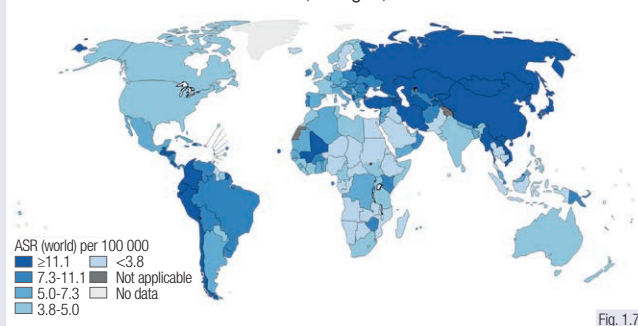 ASR (world) per 100 000
≥11.1 <3.8
7.3-11.1 Not applicable
5.0-7.3 No data
3.8-5.0
Fig. 1.7